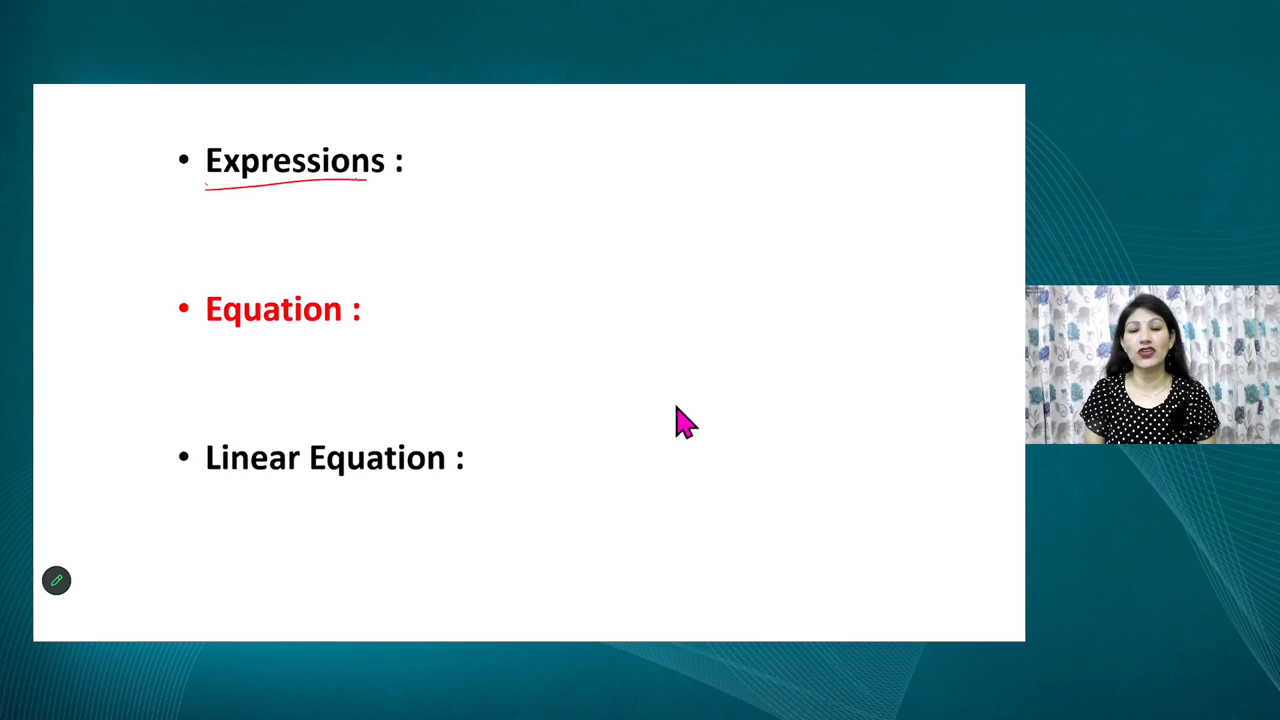 • Expressions :
• Equation :
• Linear Equation :